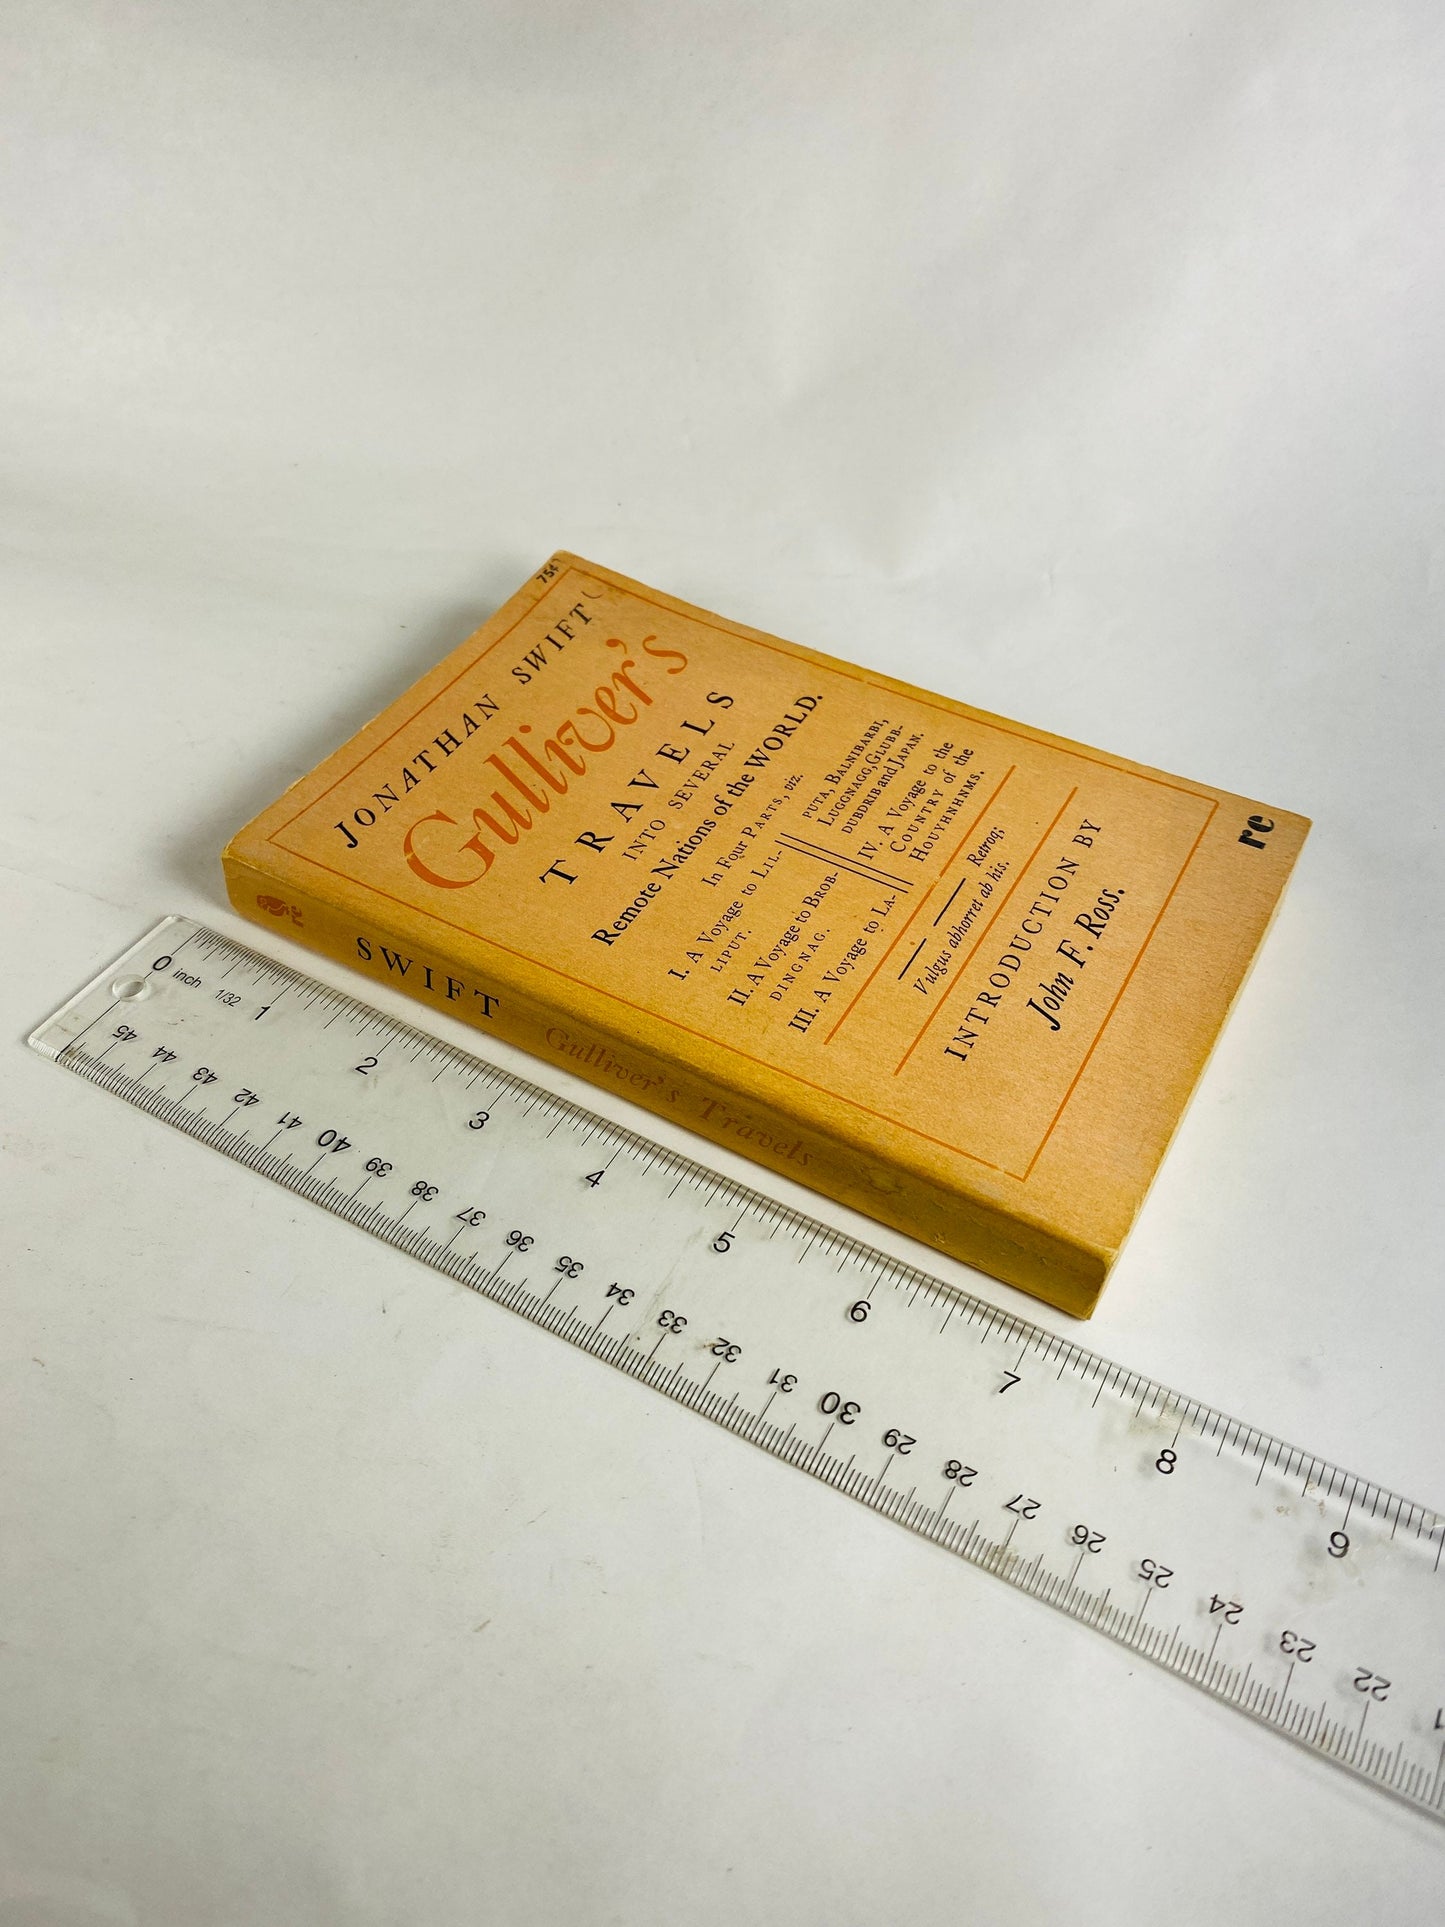 75¢
JONATHAN SWIFT
Gulliver's
TRAVELS
INTO SEVERAL
Remote Nations of the WORLD.
In Four PARTS, viz.
I. A Voyage to LIL-
LIPUT.
II. A Voyage to BROB-
DINGNAG.
III. A Voyage to LA-
PUTA, BALNIBARBI,
LUGGNAGG, GLUBB-
DUBDRIB and JAPAN.
IV. A Voyage to the
COUNTRY of the
HOUYHNHNMS.
Retroq;
Vulgus abhorret ab his.
INTRODUCTION BY
John F. Ross.
re
SWIFT Gulliver's Travels
0 inch 1/32 1 2 3 4 5 6 7 8 9
45 44 43 42 41 40 39 38 37 36 35 34 33 32 31 30 29 28 27 26 25 24 23 22